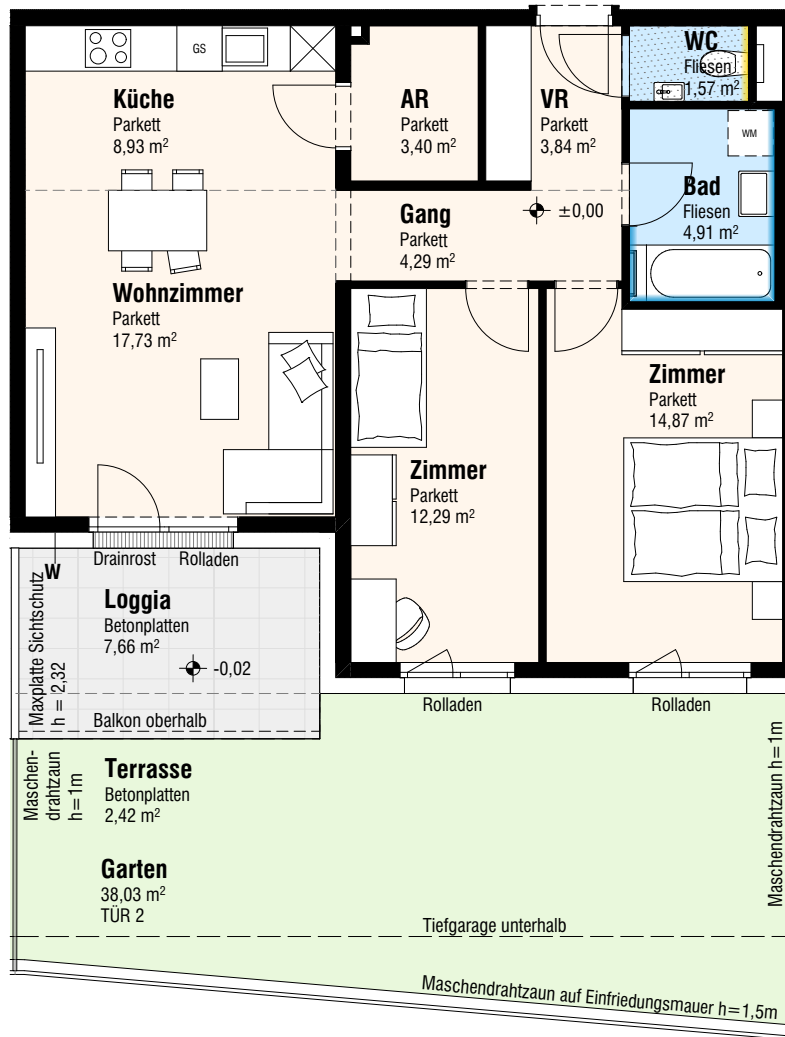 GS
Küche
Parkett
8,93 m²
AR
Parkett
3,40 m²
VR
Parkett
3,84 m²
WC
Fliesen
1,57 m²
WM
Bad
Fliesen
4,91 m²
Gang
Parkett
4,29 m²
±0,00
Wohnzimmer
Parkett
17,73 m²
Zimmer
Parkett
14,87 m²
Zimmer
Parkett
12,29 m²
Drainrost
Rolladen
W
Maxplatte Sichtschutz
h = 2,32
Loggia
Betonplatten
7,66 m²
-0,02
Balkon oberhalb
Rolladen
Rolladen
Maschen-
drahtzaun
h=1m
Terrasse
Betonplatten
2,42 m²
Maschendrahtzaun h=1m
Garten
38,03 m²
TÜR 2
Tiefgarage unterhalb
Maschendrahtzaun auf Einfriedungsmauer h=1,5m